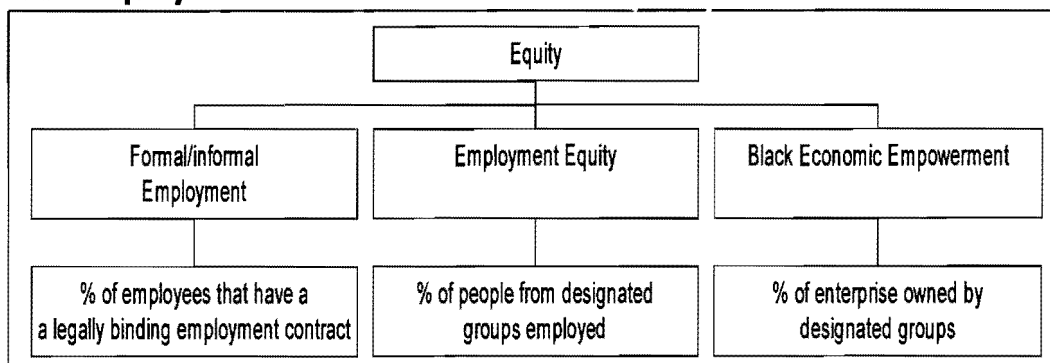 Equity
Formal/informal
Employment
Employment Equity
Black Economic Empowerment
% of employees that have a
a legally binding employment contract
% of people from designated
groups employed
% of enterprise owned by
designated groups